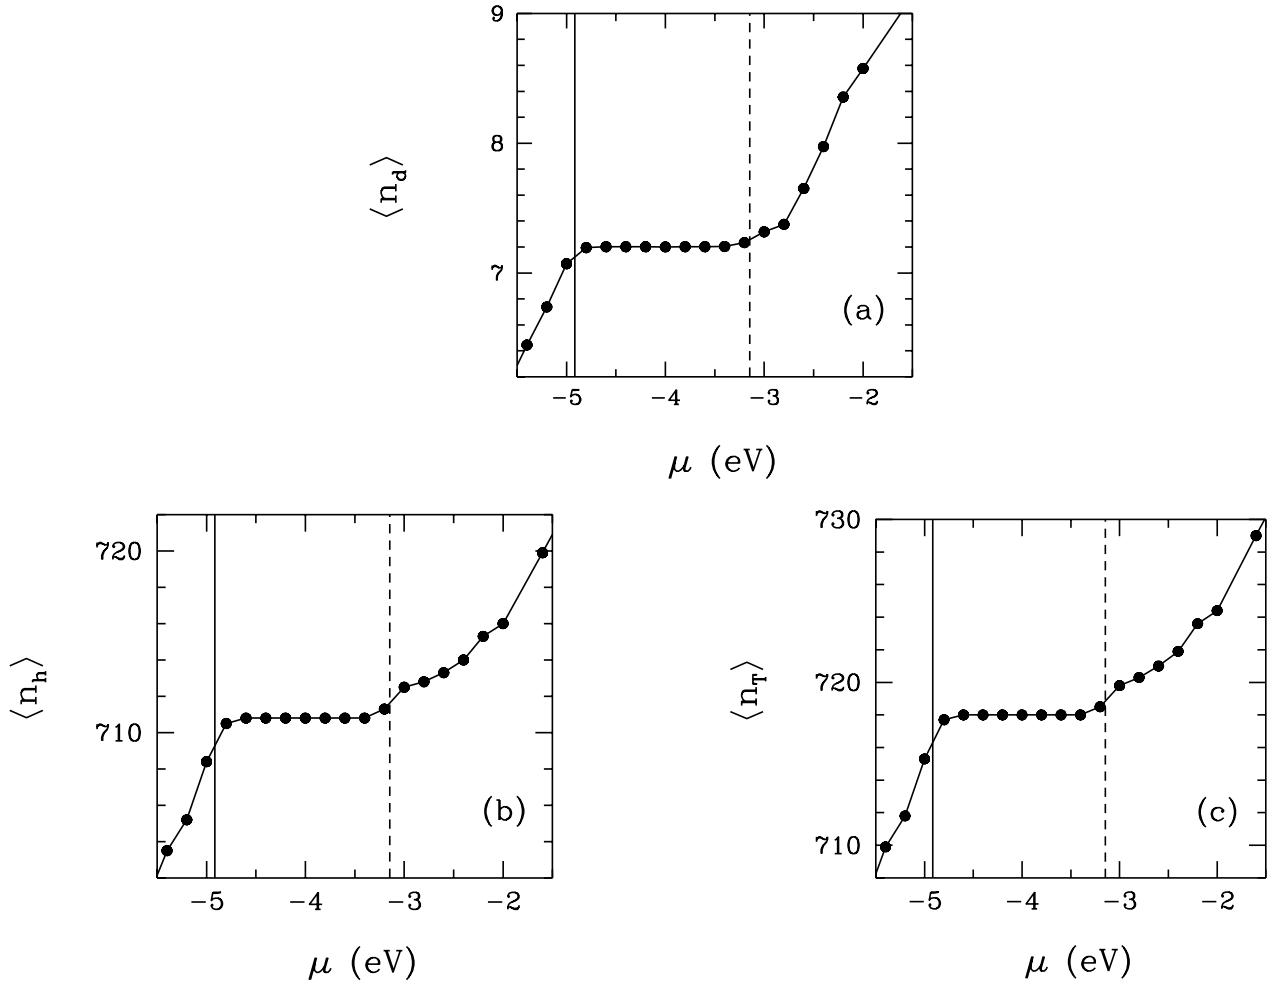 9
8
7
⟨n_d⟩
(a)
−5 −4 −3 −2
μ (eV)
720
710
⟨n_h⟩
(b)
−5 −4 −3 −2
μ (eV)
730
720
710
⟨n_T⟩
(c)
−5 −4 −3 −2
μ (eV)